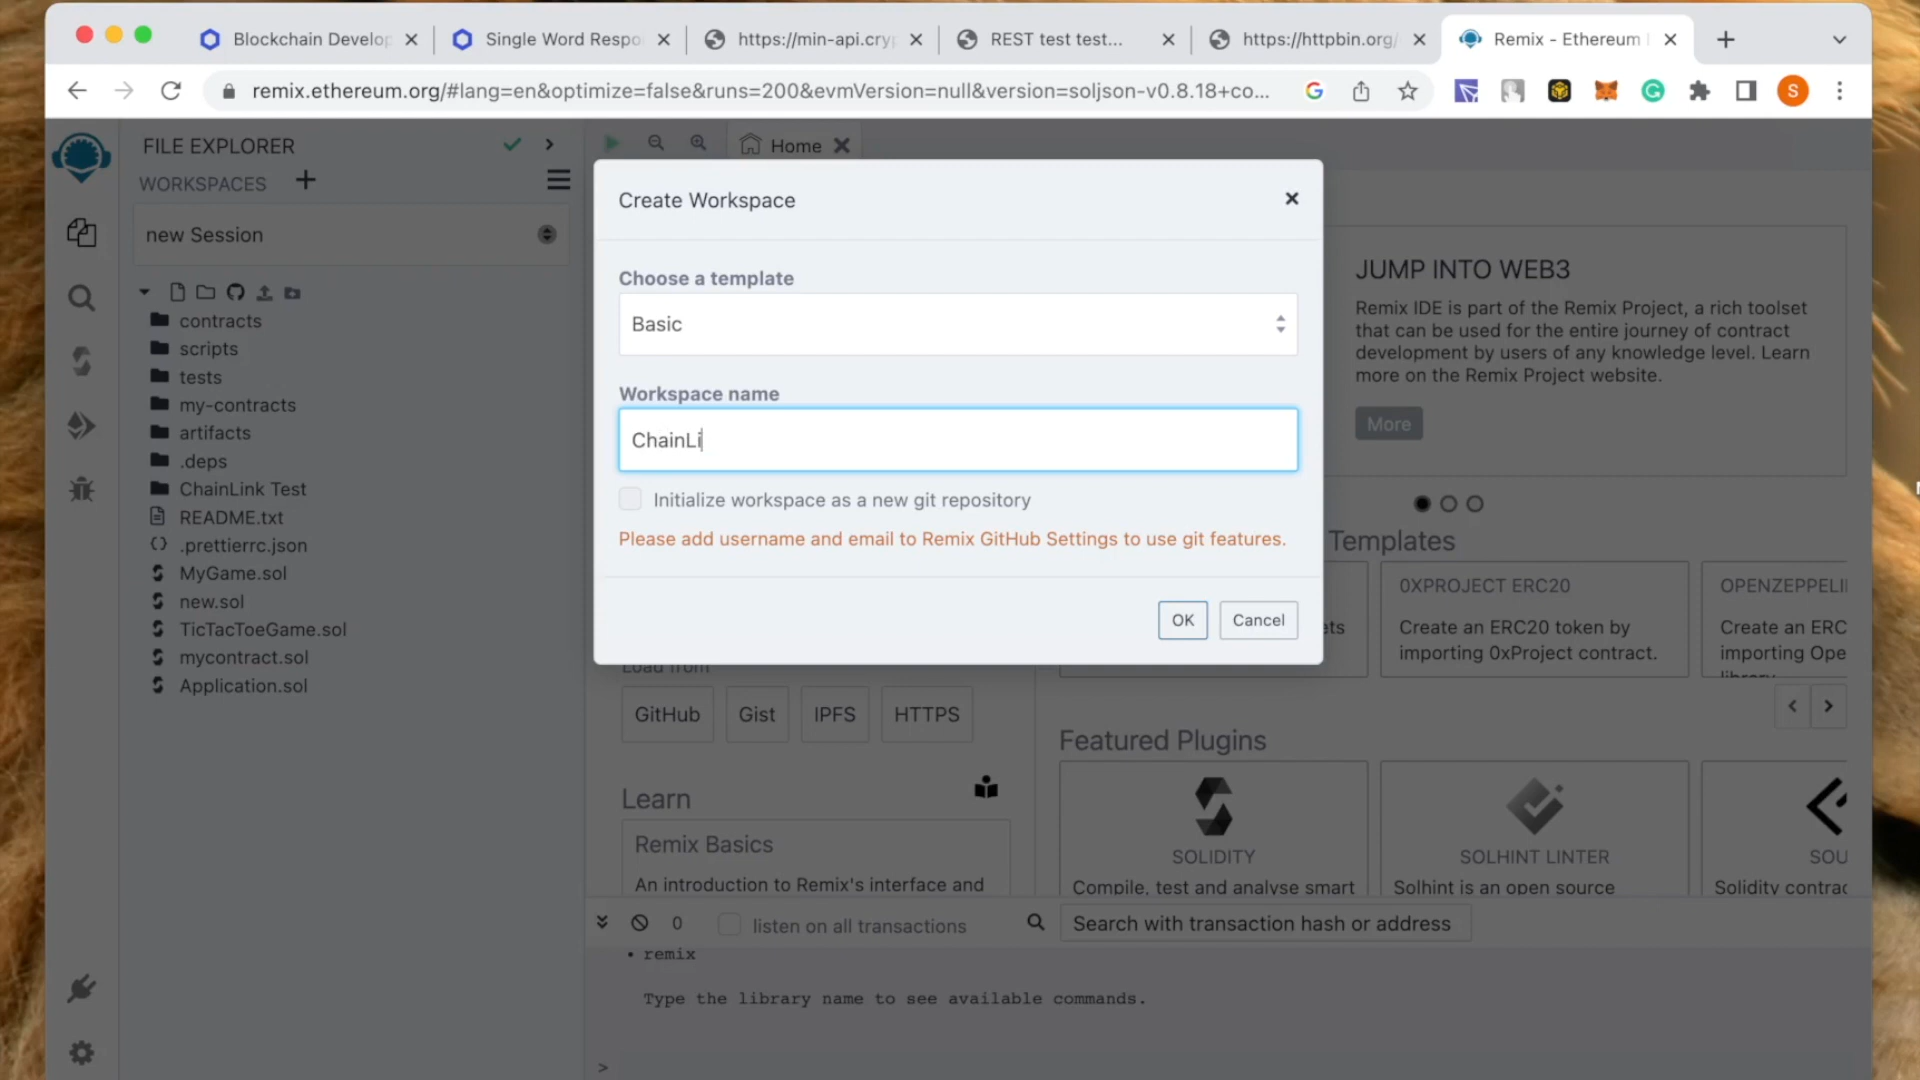 Blockchain Develop
Single Word Respo
https://min-api.cryp
REST test test...
https://httpbin.org/
Remix - Ethereum
remix.ethereum.org/#lang=en&optimize=false&runs=200&evmVersion=null&version=soljson-v0.8.18+co...
S
FILE EXPLORER
WORKSPACES
new Session
contracts
scripts
tests
my-contracts
artifacts
.deps
ChainLink Test
README.txt
.prettierrc.json
MyGame.sol
new.sol
TicTacToeGame.sol
mycontract.sol
Application.sol
Home
Create Workspace
Choose a template
Basic
Workspace name
ChainLi
Initialize workspace as a new git repository
Please add username and email to Remix GitHub Settings to use git features.
OK
Cancel
JUMP INTO WEB3
Remix IDE is part of the Remix Project, a rich toolset
that can be used for the entire journey of contract
development by users of any knowledge level. Learn
more on the Remix Project website.
More
Templates
ets
0XPROJECT ERC20
Create an ERC20 token by
importing 0xProject contract.
OPENZEPPELI
Create an ERC
importing Ope
library.
Load from
GitHub
Gist
IPFS
HTTPS
Learn
Remix Basics
An introduction to Remix's interface and
Featured Plugins
SOLIDITY
Compile, test and analyse smart
SOLHINT LINTER
Solhint is an open source
SOU
Solidity contrac
0
listen on all transactions
Search with transaction hash or address
• remix
Type the library name to see available commands.
>